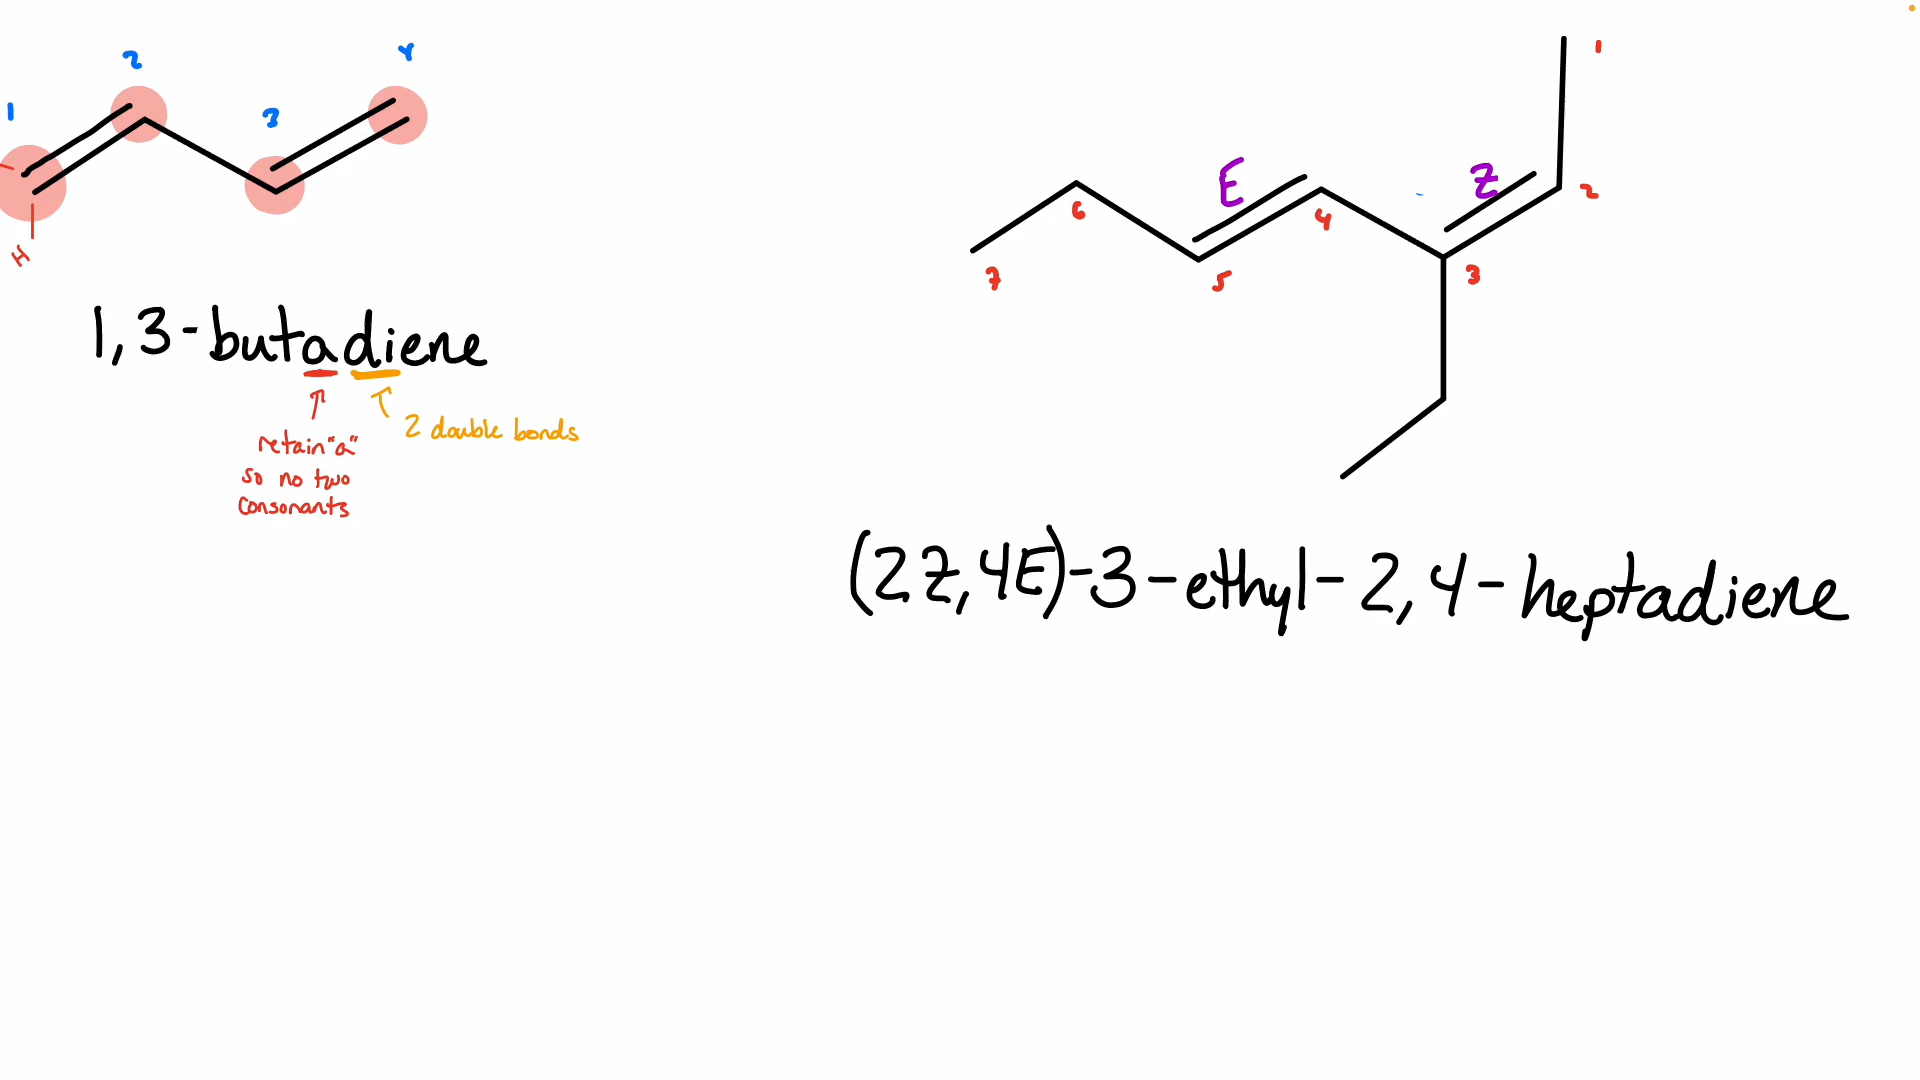 1
2
3
4
H
1,3-butadiene
retain "a"
so no two
consonants
2 double bonds
1
2
3
4
5
6
7
E
Z
(2Z,4E)-3-ethyl-2,4-heptadiene